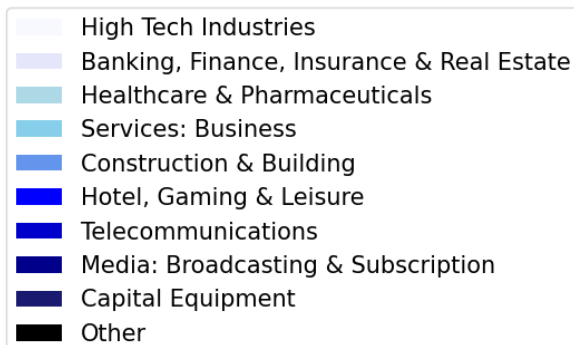 High Tech Industries
Banking, Finance, Insurance & Real Estate
Healthcare & Pharmaceuticals
Services: Business
Construction & Building
Hotel, Gaming & Leisure
Telecommunications
Media: Broadcasting & Subscription
Capital Equipment
Other